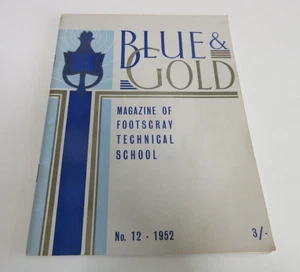 BLUE &
GOLD
MAGAZINE OF
FOOTSCRAY
TECHNICAL
SCHOOL
No. 12 - 1952
3/-